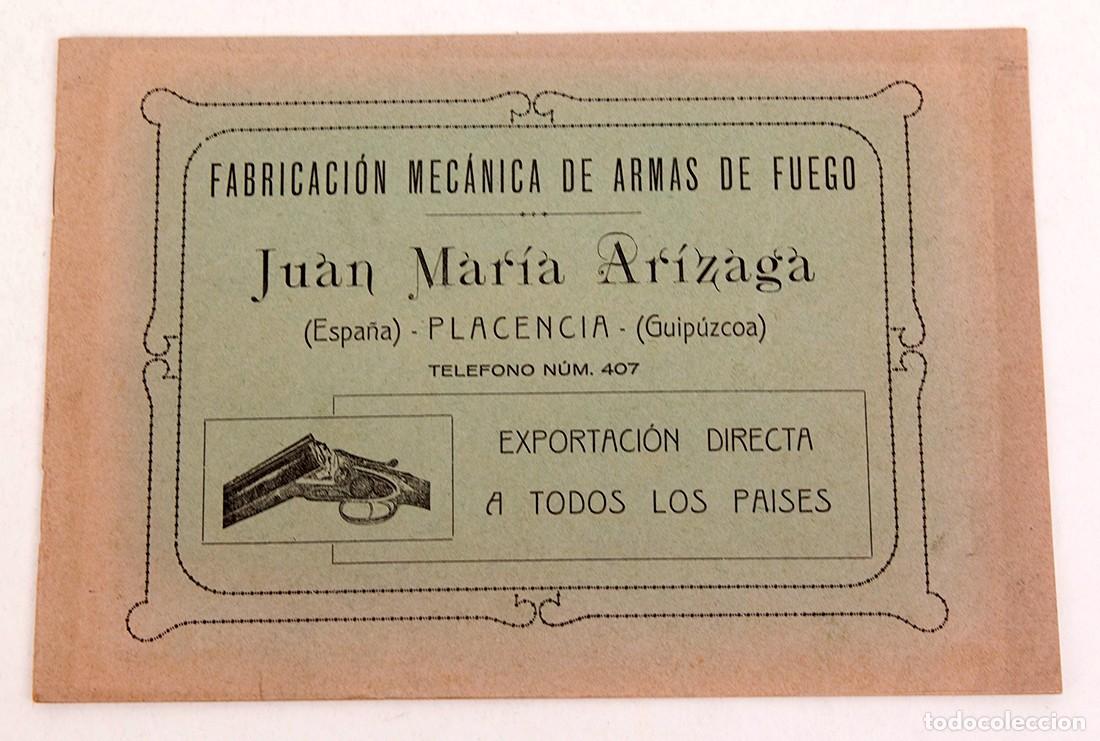 FABRICACIÓN MECÁNICA DE ARMAS DE FUEGO
Juan María Arízaga
(España) - PLACENCIA - (Guipúzcoa)
TELEFONO NÚM. 407
EXPORTACIÓN DIRECTA
A TODOS LOS PAISES
todocoleccion